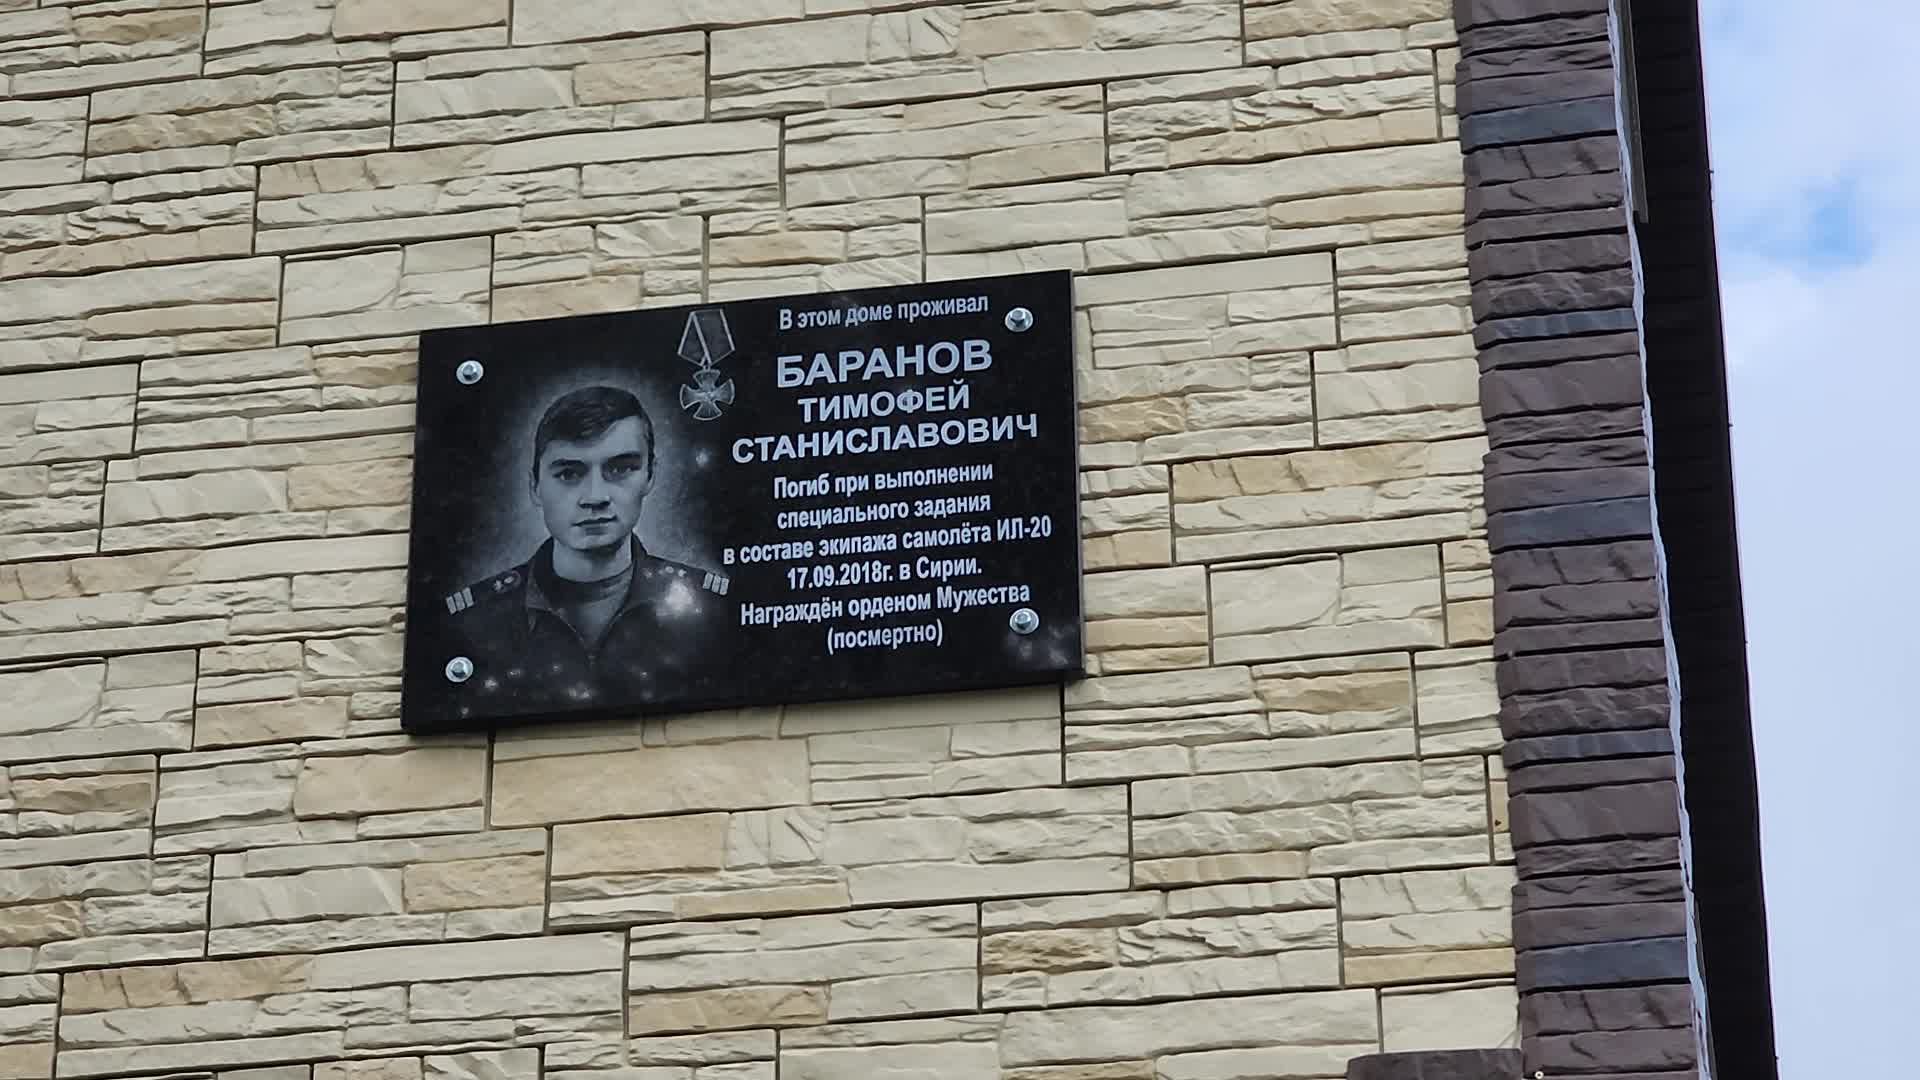 В этом доме проживал
БАРАНОВ
ТИМОФЕЙ
СТАНИСЛАВОВИЧ
Погиб при выполнении
специального задания
в составе экипажа самолёта ИЛ-20
17.09.2018г. в Сирии.
Награждён орденом Мужества
(посмертно)